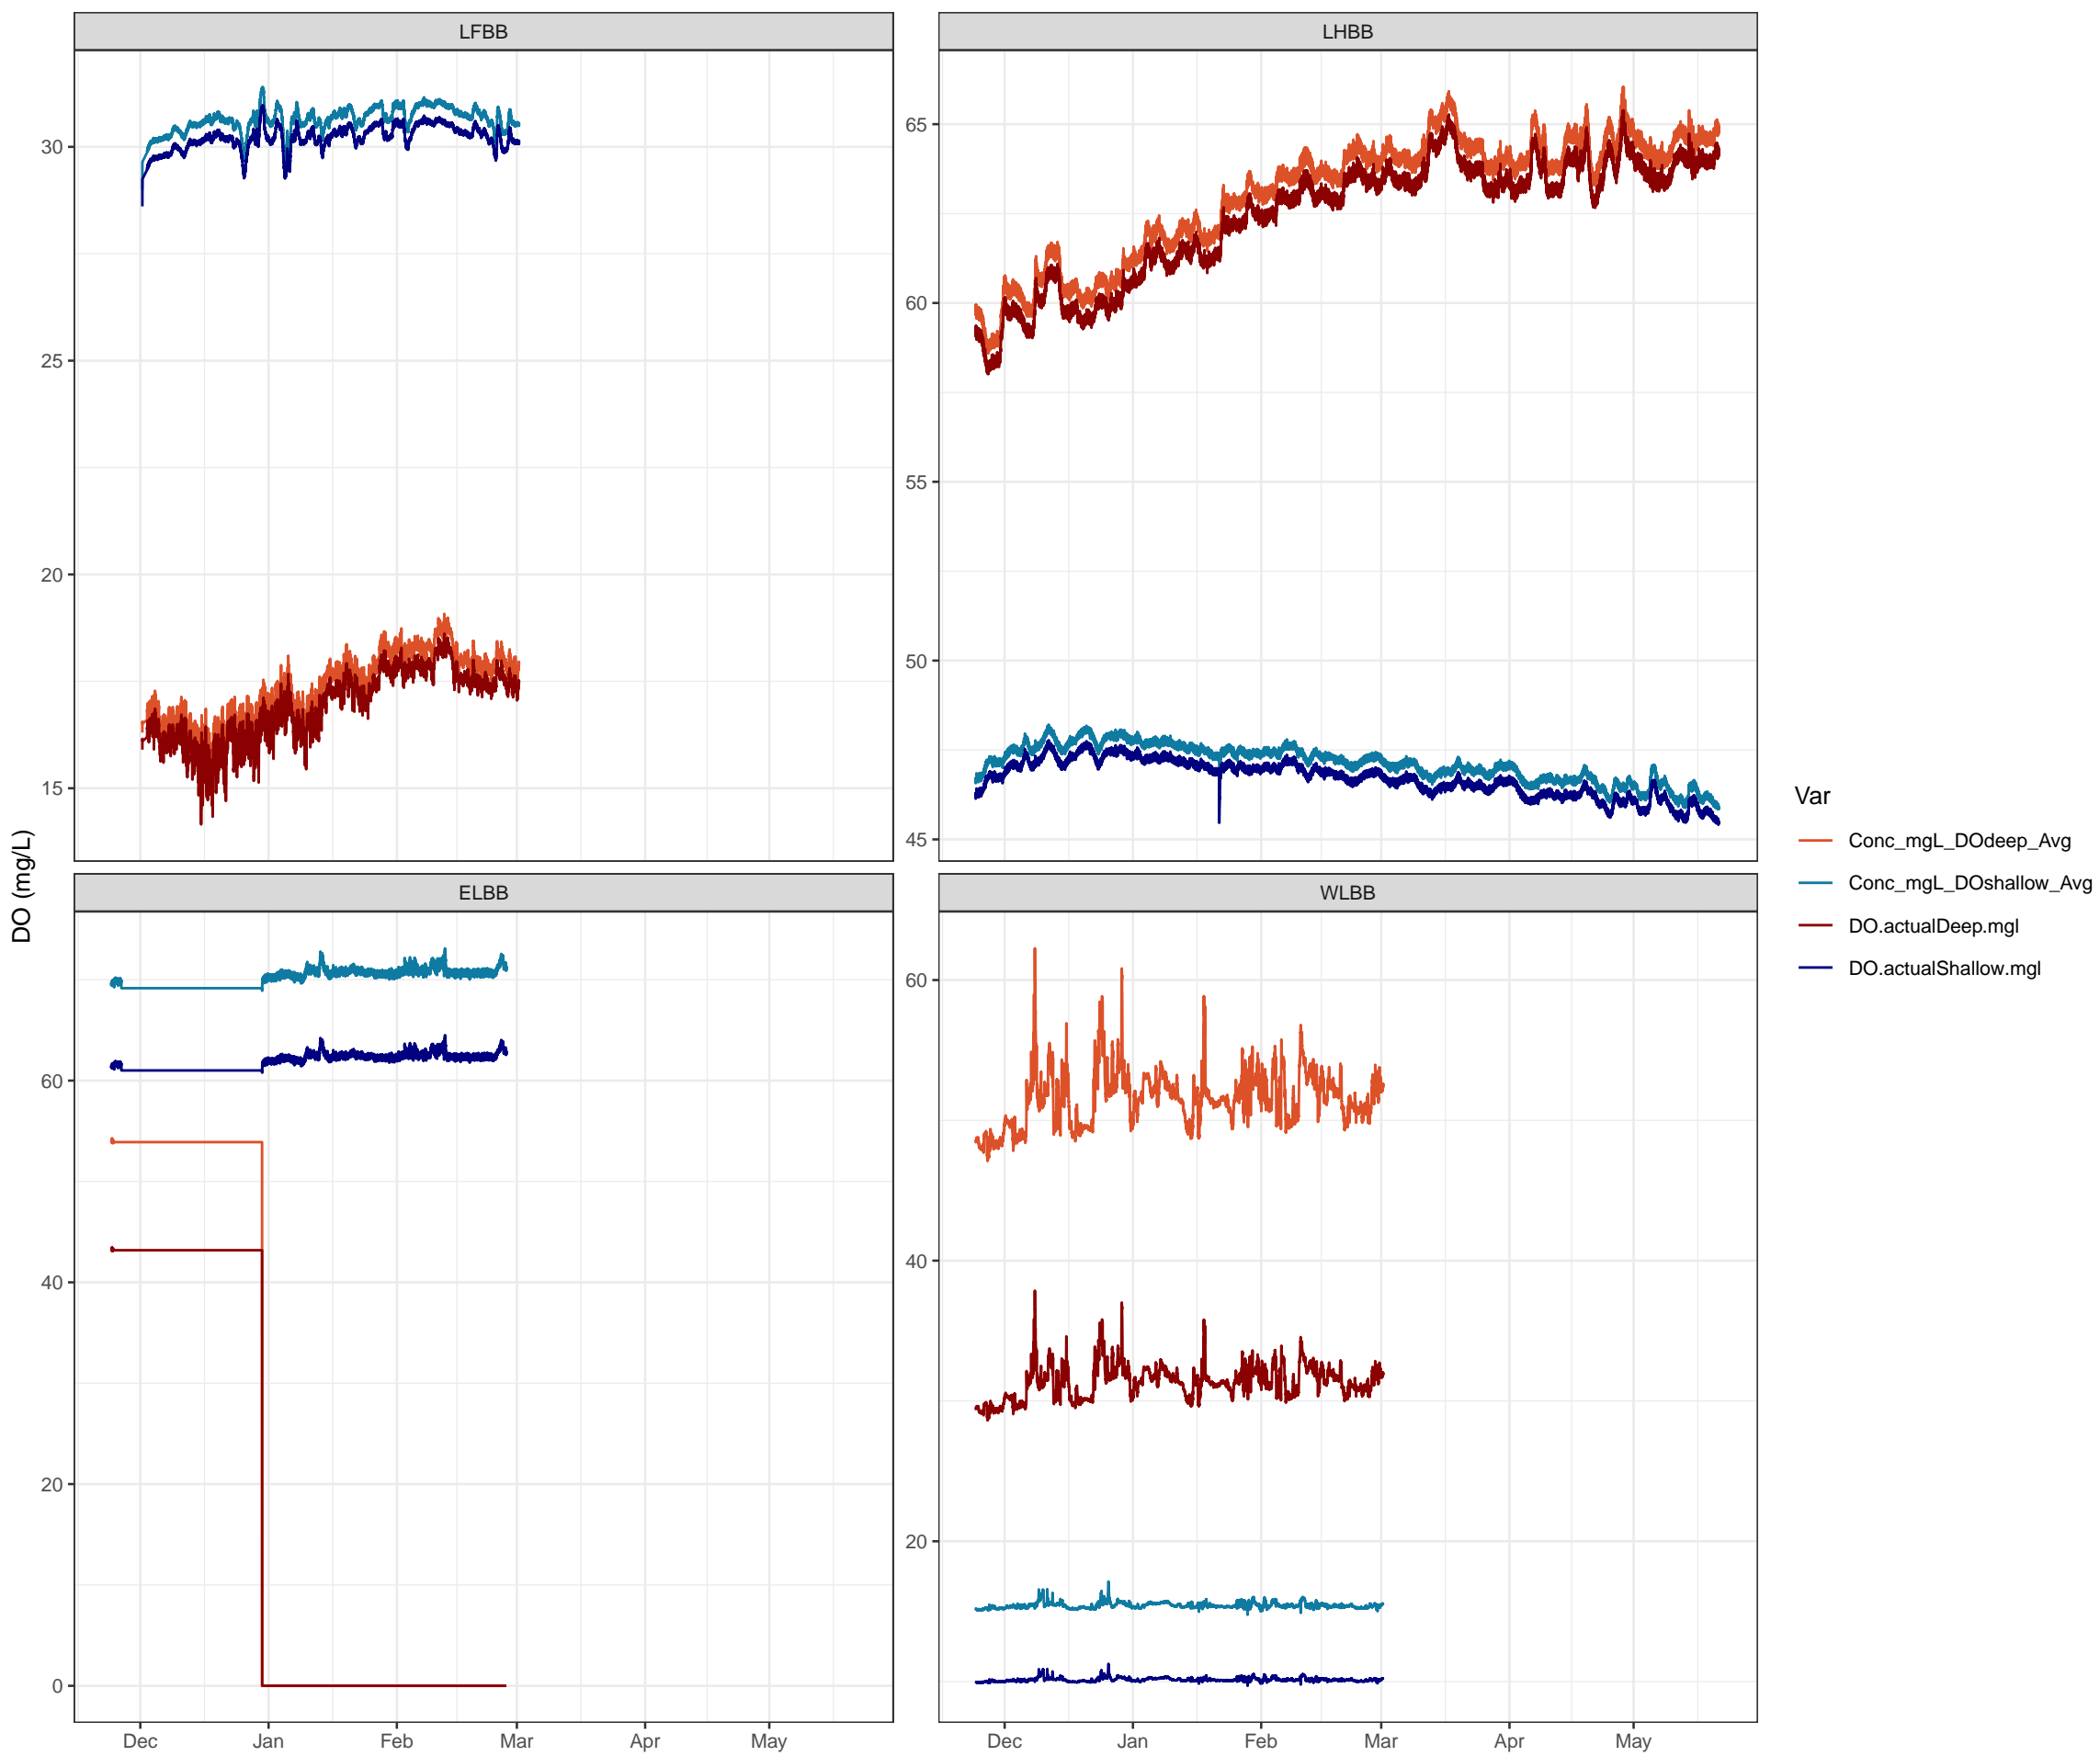 LFBB
LHBB
30
25
20
15
65
60
55
50
45
DO (mg/L)
ELBB
WLBB
60
40
20
0
60
40
20
Dec Jan Feb Mar Apr May
Dec Jan Feb Mar Apr May
Var
Conc_mgL_DOdeep_Avg
Conc_mgL_DOshallow_Avg
DO.actualDeep.mgl
DO.actualShallow.mgl